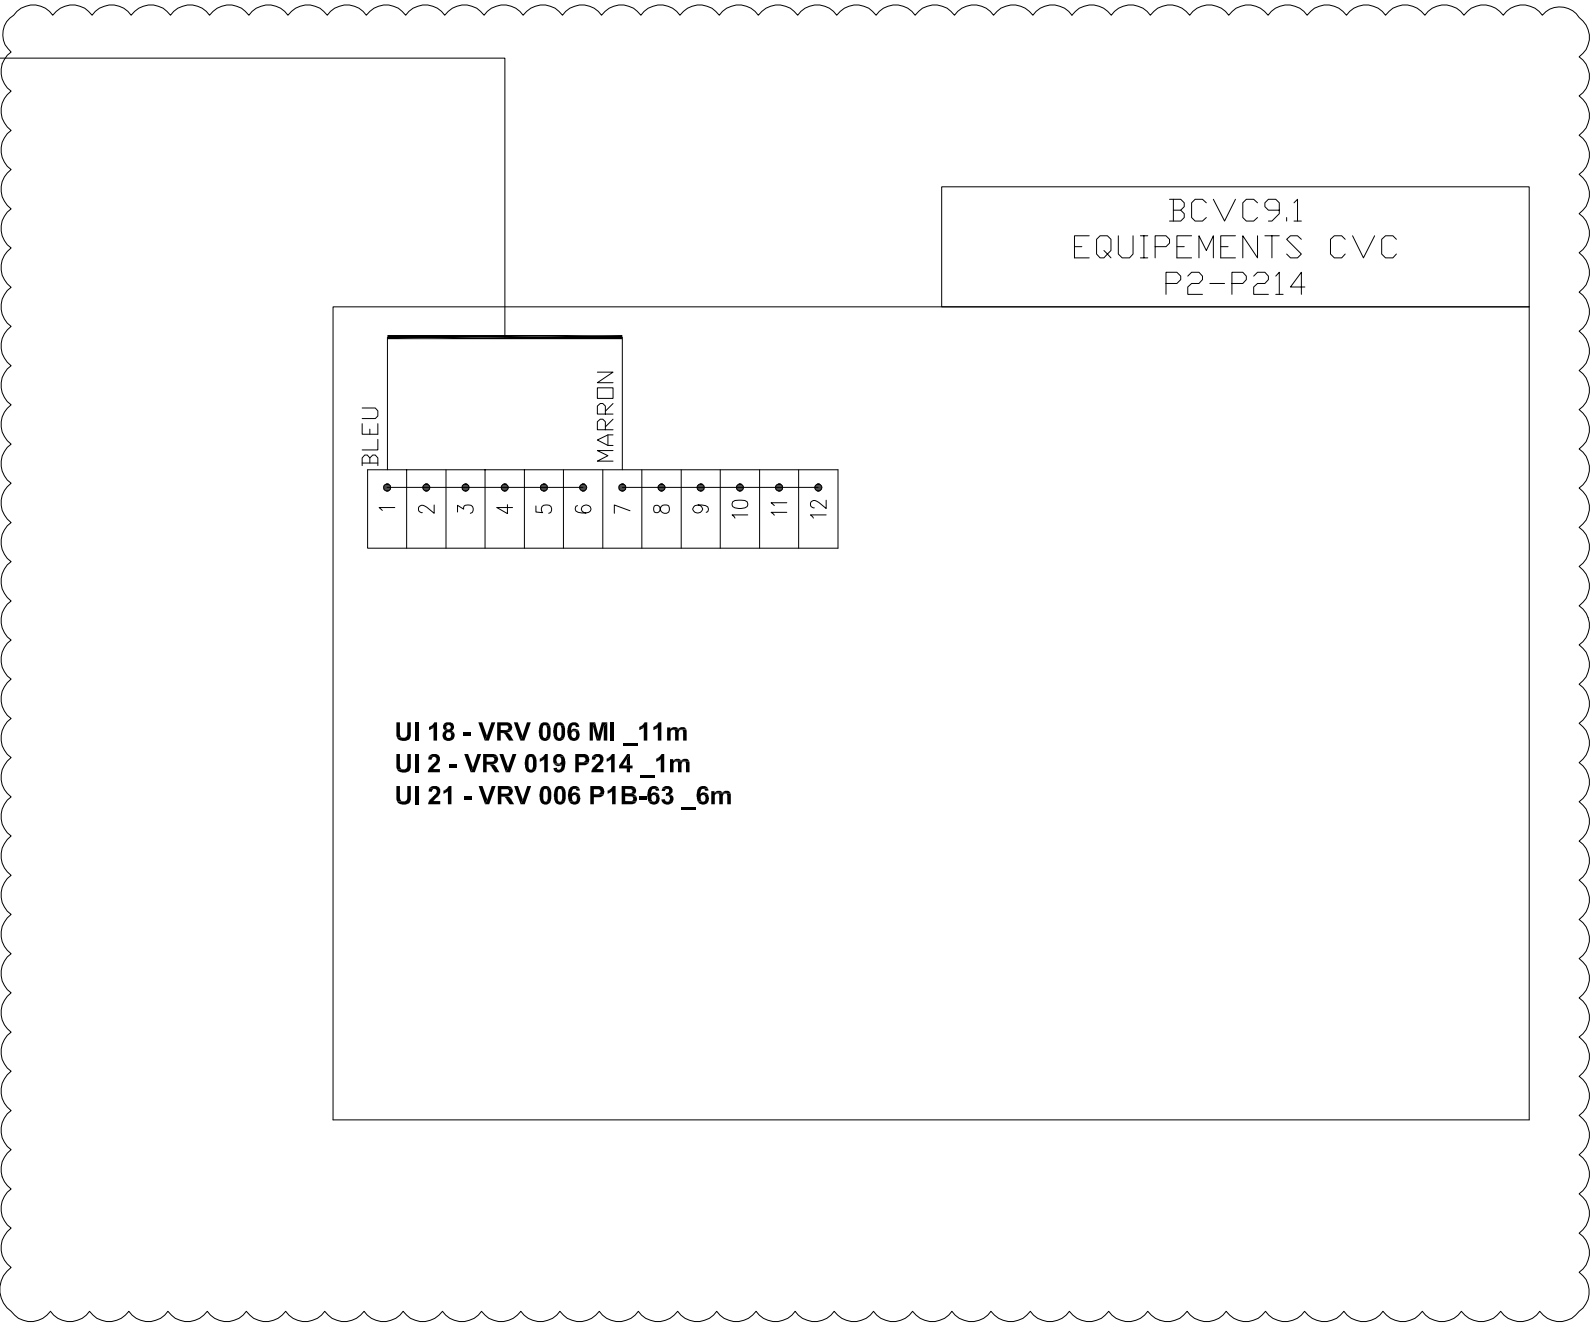 BCVC9.1
EQUIPEMENTS CVC
P2-P214
BLEU
MARRON
1 2 3 4 5 6 7 8 9 10 11 12
UI 18 - VRV 006 MI _11m
UI 2 - VRV 019 P214 _1m
UI 21 - VRV 006 P1B-63 _6m